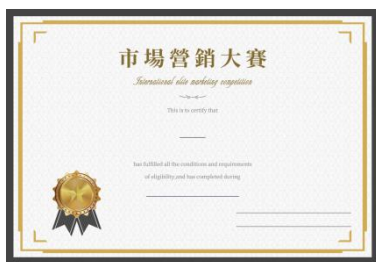 市場營銷大賽
International elite marketing competition
This is to certify that
has fulfilled all the conditions and requirements
of eligibility and has completed during